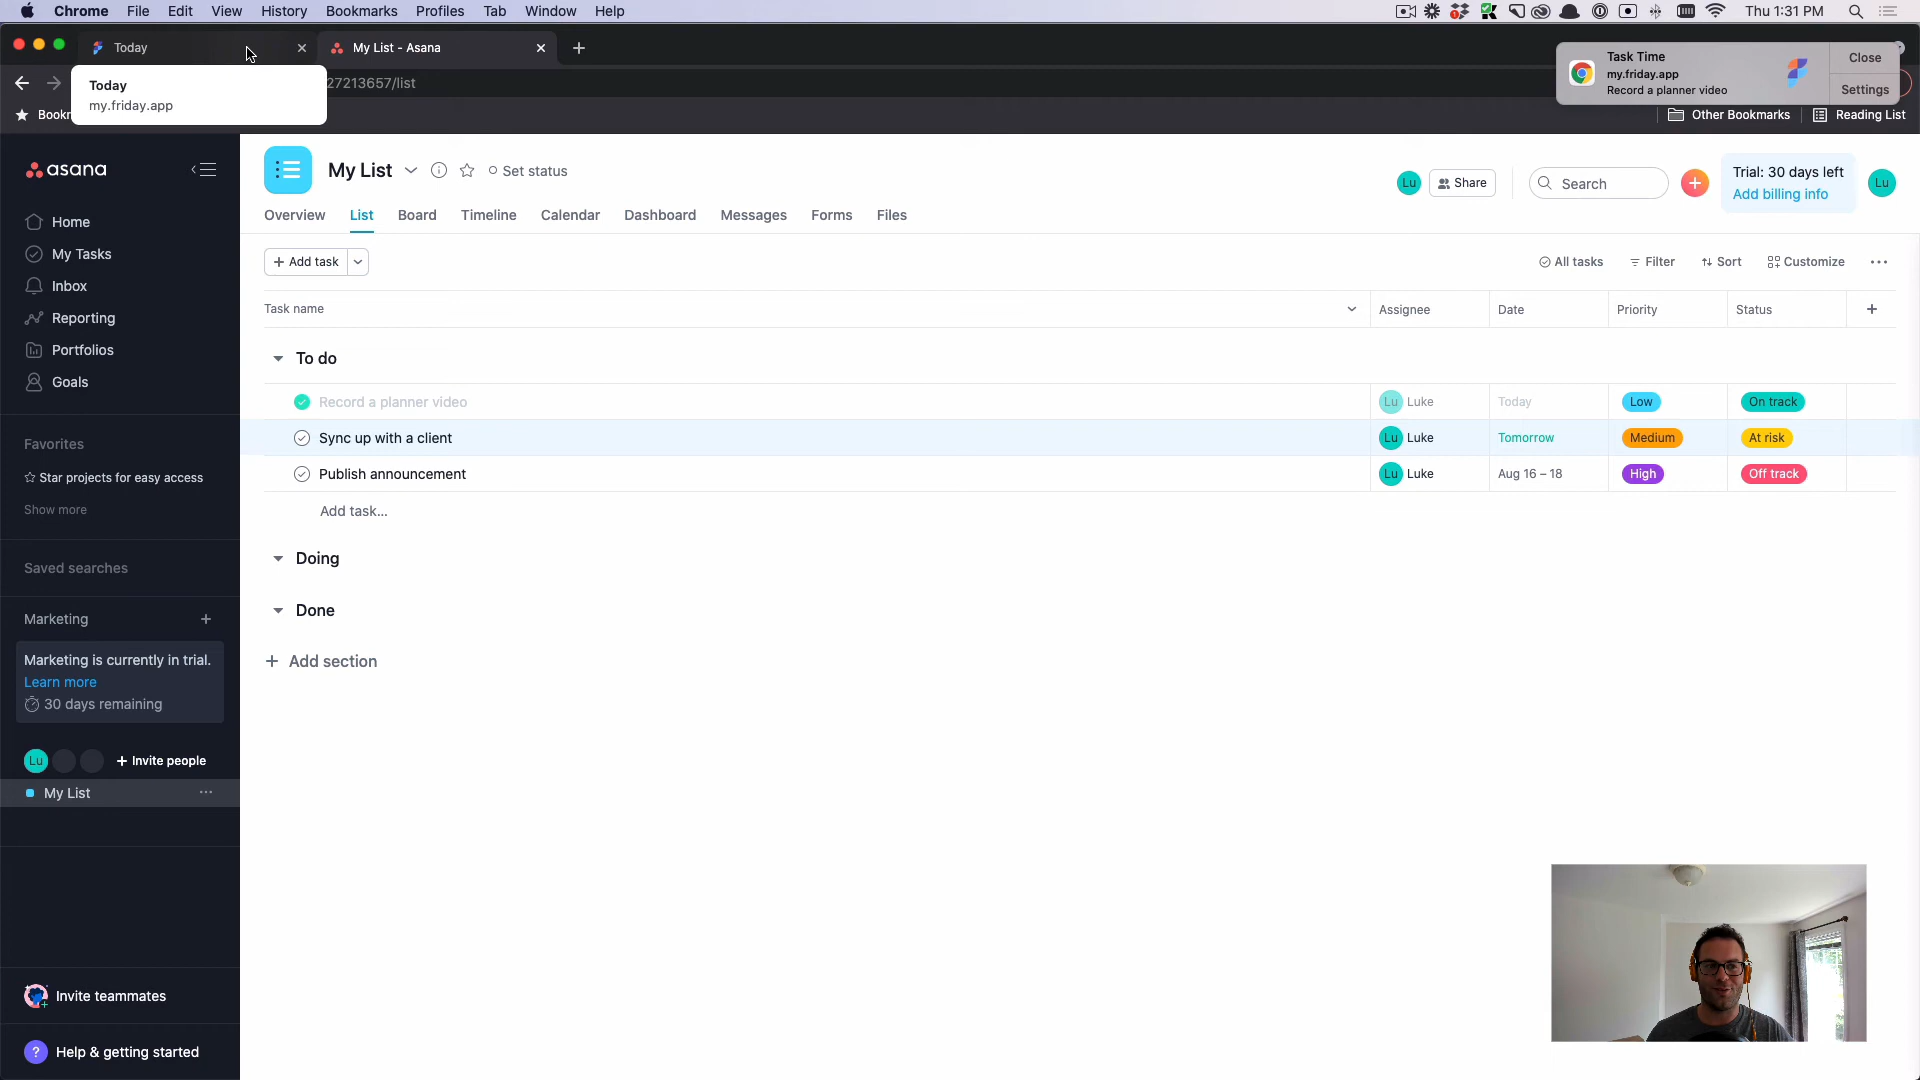 Chrome File Edit View History Bookmarks Profiles Tab Window Help
Thu 1:31 PM
Today
My List - Asana
Today
my.friday.app
27213657/list
Task Time
my.friday.app
Record a planner video
Close
Settings
Other Bookmarks
Reading List
asana
Home
My Tasks
Inbox
Reporting
Portfolios
Goals
Favorites
Star projects for easy access
Show more
Saved searches
Marketing
Marketing is currently in trial.
Learn more
30 days remaining
Lu
Invite people
My List
Invite teammates
? Help & getting started
My List
Set status
Lu
Share
Search
Trial: 30 days left
Add billing info
Lu
Overview List Board Timeline Calendar Dashboard Messages Forms Files
+ Add task
All tasks
Filter
Sort
Customize
Task name Assignee Date Priority Status
To do
Record a planner video Lu Luke Today Low On track
Sync up with a client Lu Luke Tomorrow Medium At risk
Publish announcement Lu Luke Aug 16 – 18 High Off track
Add task...
Doing
Done
+ Add section